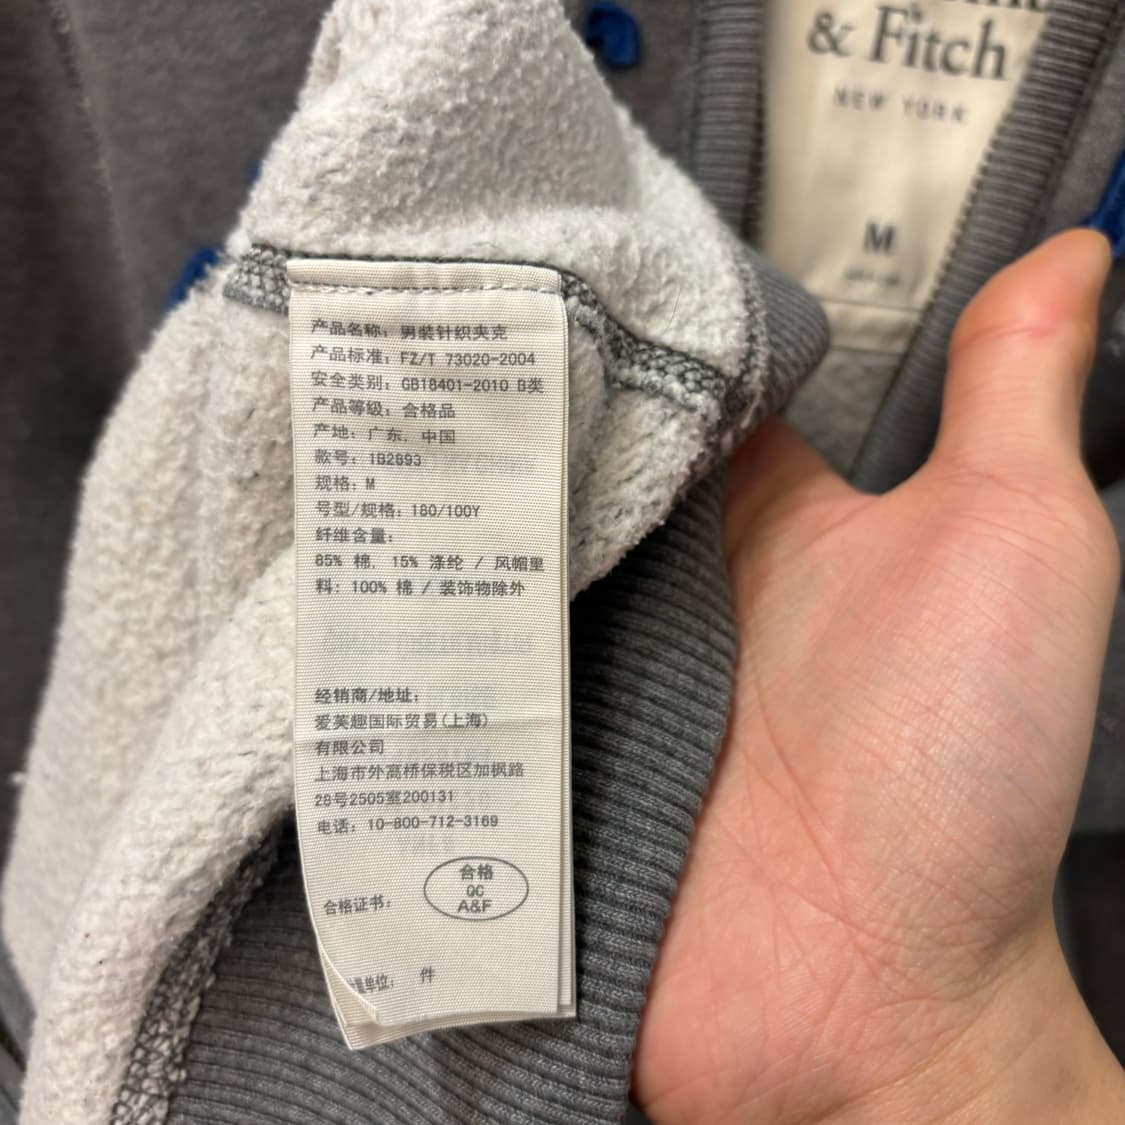 & Fitch
NEW YORK
M
产品名称：男装针织夹克
产品标准：FZ/T 73020-2004
安全类别：GB18401-2010 B类
产品等级：合格品
产地：广东，中国
款号：1B2893
规格：M
号型/规格：180/100Y
纤维含量：
85% 棉，15% 涤纶 / 风帽里
料：100% 棉 / 装饰物除外
经销商/地址：
爱芙趣国际贸易(上海)
有限公司
上海市外高桥保税区加枫路
28号2505室200131
电话：10-800-712-3169
合格证书：
合格
QC
A&F
单位： 件